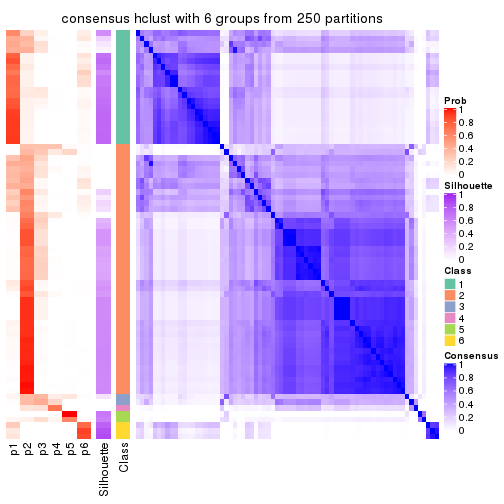 consensus hclust with 6 groups from 250 partitions
Prob
1
0.8
0.6
0.4
0.2
0
Silhouette
1
0.8
0.6
0.4
0.2
0
Class
1
2
3
4
5
6
Consensus
1
0.8
0.6
0.4
0.2
0
p1
p2
p3
p4
p5
p6
Silhouette
Class